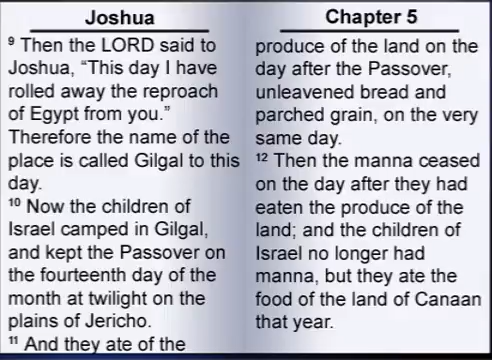 Joshua
⁹ Then the LORD said to
Joshua, “This day I have
rolled away the reproach
of Egypt from you.”
Therefore the name of the
place is called Gilgal to this
day.
¹⁰ Now the children of
Israel camped in Gilgal,
and kept the Passover on
the fourteenth day of the
month at twilight on the
plains of Jericho.
¹¹ And they ate of the
Chapter 5
produce of the land on the
day after the Passover,
unleavened bread and
parched grain, on the very
same day.
¹² Then the manna ceased
on the day after they had
eaten the produce of the
land; and the children of
Israel no longer had
manna, but they ate the
food of the land of Canaan
that year.